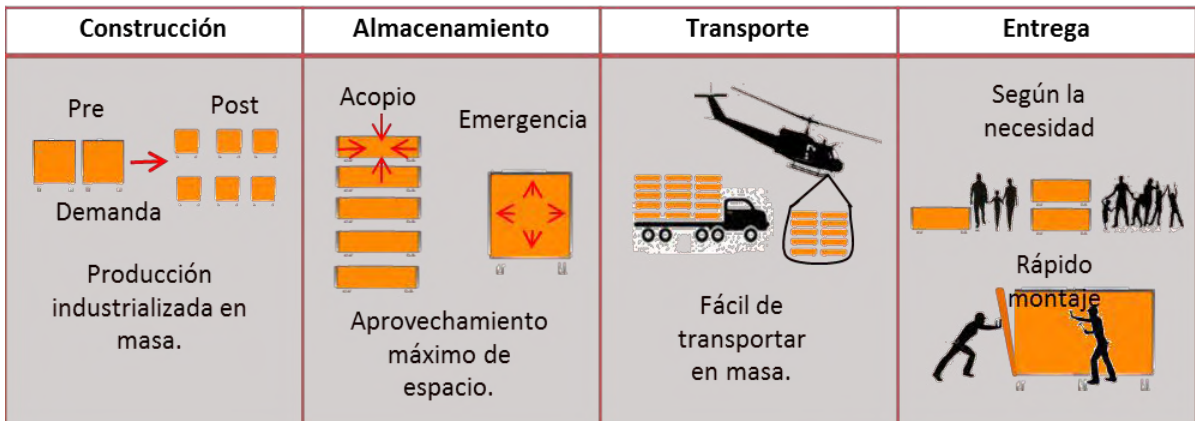 Construcción
Almacenamiento
Transporte
Entrega
Pre
Post
Demanda
Producción
industrializada en
masa.
Acopio
Emergencia
Aprovechamiento
máximo de
espacio.
Fácil de
transportar
en masa.
Según la
necesidad
Rápido
montaje